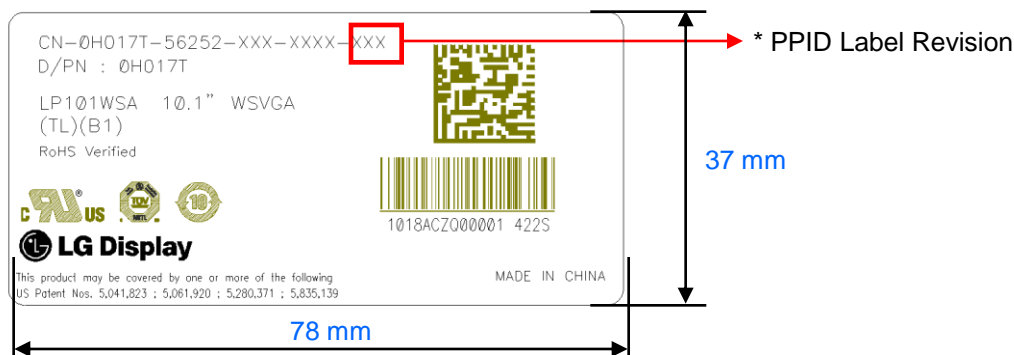 CN-0H017T-56252-XXX-XXXX-XXX
* PPID Label Revision
D/PN : 0H017T
LP101WSA 10.1” WSVGA
(TL)(B1)
RoHS Verified
37 mm
C RU ® US TÜV 10
1018ACZQ00001 422S
LG Display
This product may be covered by one or more of the following
US Patent Nos. 5,041,823 ; 5,061,920 ; 5,280,371 ; 5,835,139
MADE IN CHINA
78 mm